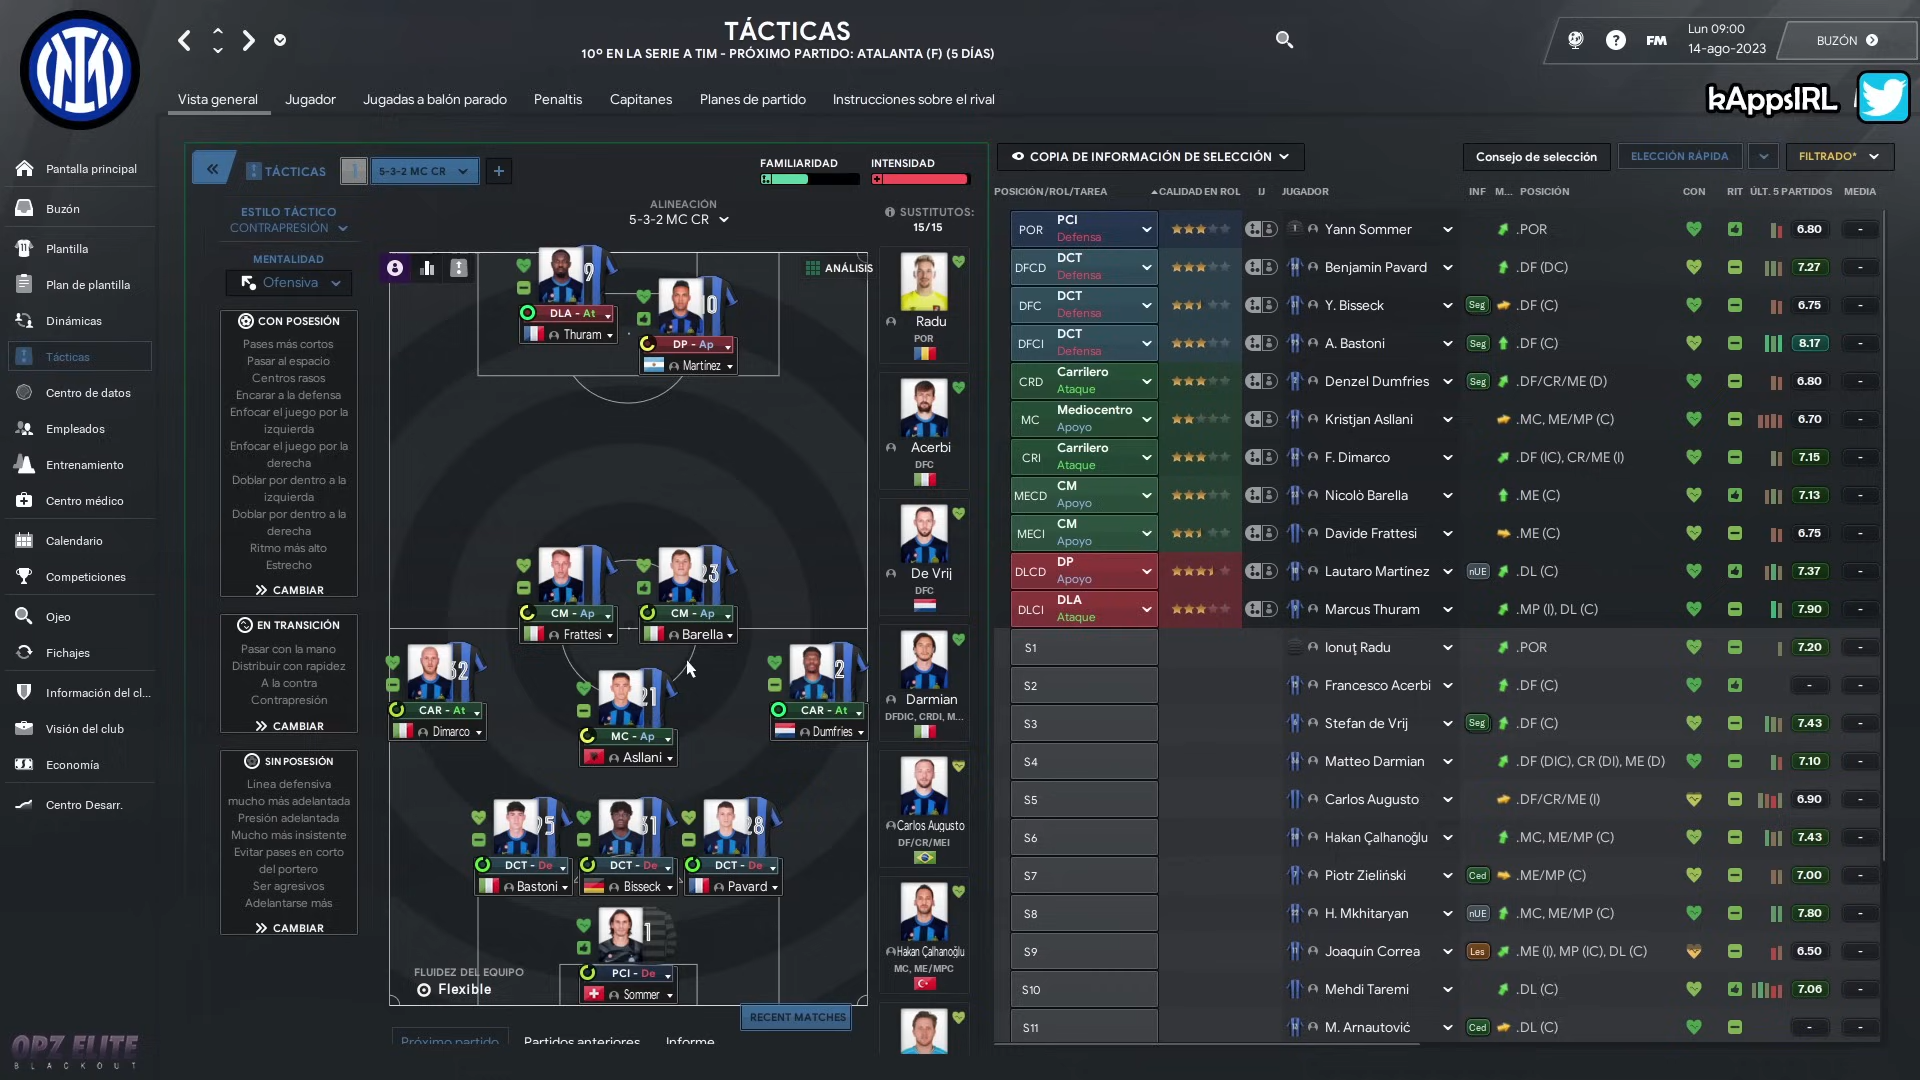 TÁCTICAS
10º EN LA SERIE A TIM - PRÓXIMO PARTIDO: ATALANTA (F) (5 DÍAS)
FM
Lun 09:00
14-ago-2023
BUZÓN
kAppsIRL
Vista general
Jugador
Jugadas a balón parado
Penaltis
Capitanes
Planes de partido
Instrucciones sobre el rival
Pantalla principal
Buzón
Plantilla
Plan de plantilla
Dinámicas
Tácticas
Centro de datos
Empleados
Entrenamiento
Centro médico
Calendario
Competiciones
Ojeo
Fichajes
Información del cl...
Visión del club
Economía
Centro Desarr.
OPZ ELITE
BLACKOUT
TÁCTICAS
1
5-3-2 MC CR
FAMILIARIDAD
INTENSIDAD
ESTILO TÁCTICO
CONTRAPRESIÓN
MENTALIDAD
Ofensiva
CON POSESIÓN
Pases más cortos
Pasar al espacio
Centros rasos
Encarar a la defensa
Enfocar el juego por la
izquierda
Enfocar el juego por la
derecha
Doblar por dentro a la
izquierda
Doblar por dentro a la
derecha
Ritmo más alto
Estrecho
CAMBIAR
EN TRANSICIÓN
Pasar con la mano
Distribuir con rapidez
A la contra
Contrapresión
CAMBIAR
SIN POSESIÓN
Línea defensiva
mucho más adelantada
Presión adelantada
Mucho más insistente
Evitar pases en corto
del portero
Ser agresivos
Adelantarse más
CAMBIAR
ALINEACIÓN
5-3-2 MC CR
SUSTITUTOS:
15/15
ANÁLISIS
9
DLA - At
Thuram
10
DP - Ap
Martínez
CM - Ap
Frattesi
23
CM - Ap
Barella
32
CAR - At
Dimarco
21
MC - Ap
Asllani
2
CAR - At
Dumfries
95
DCT - De
Bastoni
31
DCT - De
Bisseck
28
DCT - De
Pavard
1
PCI - De
Sommer
FLUIDEZ DEL EQUIPO
Flexible
RECENT MATCHES
Próximo partido
Partidos anteriores
Informe
Radu
POR
Acerbi
DFC
De Vrij
DFC
Darmian
DFDIC, CRDI, M...
Carlos Augusto
DF/CR/MEI
Hakan Çalhanoğlu
MC, ME/MPC
COPIA DE INFORMACIÓN DE SELECCIÓN
Consejo de selección
ELECCIÓN RÁPIDA
FILTRADO*
POSICIÓN/ROL/TAREA CALIDAD EN ROL IJ JUGADOR INF M... POSICIÓN CON RIT ÚLT. 5 PARTIDOS MEDIA
POR PCI Defensa Yann Sommer .POR 6.80 -
DFCD DCT Defensa Benjamin Pavard .DF (DC) 7.27 -
DFC DCT Defensa Y. Bisseck Seg .DF (C) 6.75 -
DFCI DCT Defensa A. Bastoni Seg .DF (C) 8.17 -
CRD Carrilero Ataque Denzel Dumfries Seg .DF/CR/ME (D) 6.80 -
MC Mediocentro Apoyo Kristjan Asllani .MC, ME/MP (C) 6.70 -
CRI Carrilero Ataque F. Dimarco .DF (IC), CR/ME (I) 7.15 -
MECD CM Apoyo Nicolò Barella .ME (C) 7.13 -
MECI CM Apoyo Davide Frattesi .ME (C) 6.75 -
DLCD DP Apoyo Lautaro Martínez nUE .DL (C) 7.37 -
DLCI DLA Ataque Marcus Thuram .MP (I), DL (C) 7.90 -
S1 Ionuț Radu .POR 7.20 -
S2 Francesco Acerbi .DF (C) - -
S3 Stefan de Vrij Seg .DF (C) 7.43 -
S4 Matteo Darmian .DF (DIC), CR (DI), ME (D) 7.10 -
S5 Carlos Augusto .DF/CR/ME (I) 6.90 -
S6 Hakan Çalhanoğlu .MC, ME/MP (C) 7.43 -
S7 Piotr Zieliński Ced .ME/MP (C) 7.00 -
S8 H. Mkhitaryan nUE .MC, ME/MP (C) 7.80 -
S9 Joaquín Correa Les .ME (I), MP (IC), DL (C) 6.50 -
S10 Mehdi Taremi .DL (C) 7.06 -
S11 M. Arnautović Ced .DL (C) - -